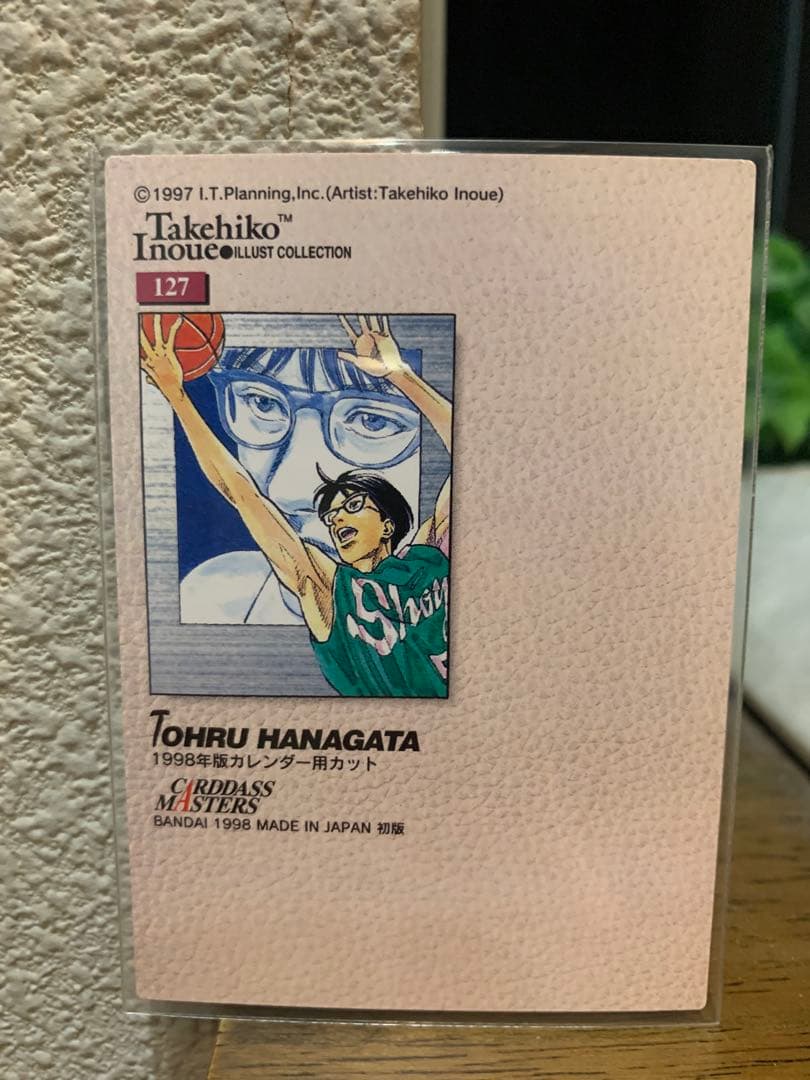 ©1997 I.T.Planning,Inc.(Artist:Takehiko Inoue)
Takehiko™
Inoue●ILLUST COLLECTION
127
Sho
TOHRU HANAGATA
1998年版カレンダー用カット
CARDDASS
MASTERS
BANDAI 1998 MADE IN JAPAN 初版